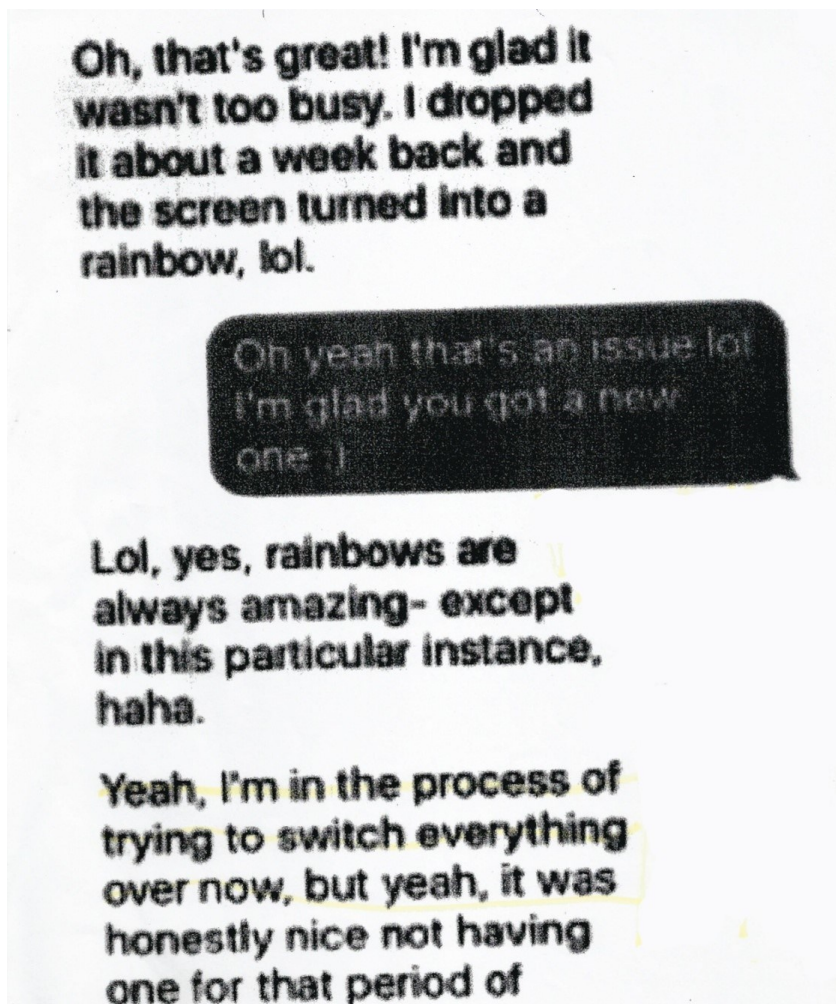 Oh, that's great! I'm glad it
wasn't too busy. I dropped
it about a week back and
the screen turned into a
rainbow, lol.
Oh yeah that's an issue lol
I'm glad you got a new
one :)
Lol, yes, rainbows are
always amazing- except
in this particular instance,
haha.
Yeah, I'm in the process of
trying to switch everything
over now, but yeah, it was
honestly nice not having
one for that period of